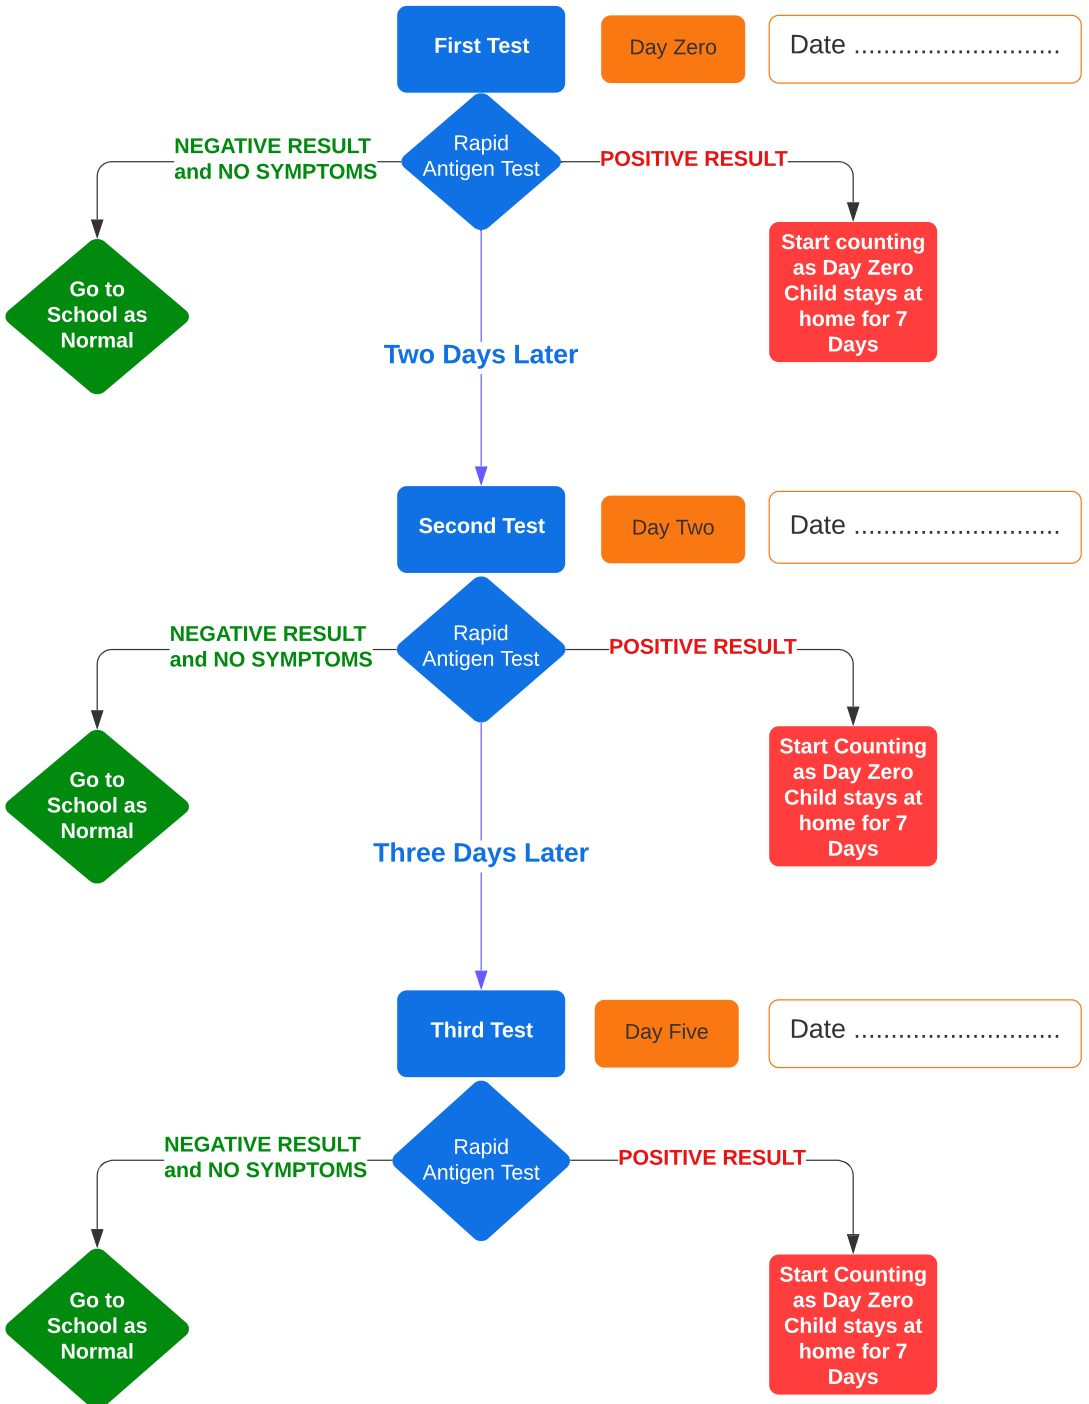 First Test
Day Zero
Date ............................
Rapid
Antigen Test
NEGATIVE RESULT
and NO SYMPTOMS
POSITIVE RESULT
Go to
School as
Normal
Start counting
as Day Zero
Child stays at
home for 7
Days
Two Days Later
Second Test
Day Two
Date ............................
Rapid
Antigen Test
NEGATIVE RESULT
and NO SYMPTOMS
POSITIVE RESULT
Go to
School as
Normal
Start Counting
as Day Zero
Child stays at
home for 7
Days
Three Days Later
Third Test
Day Five
Date ............................
Rapid
Antigen Test
NEGATIVE RESULT
and NO SYMPTOMS
POSITIVE RESULT
Go to
School as
Normal
Start Counting
as Day Zero
Child stays at
home for 7
Days